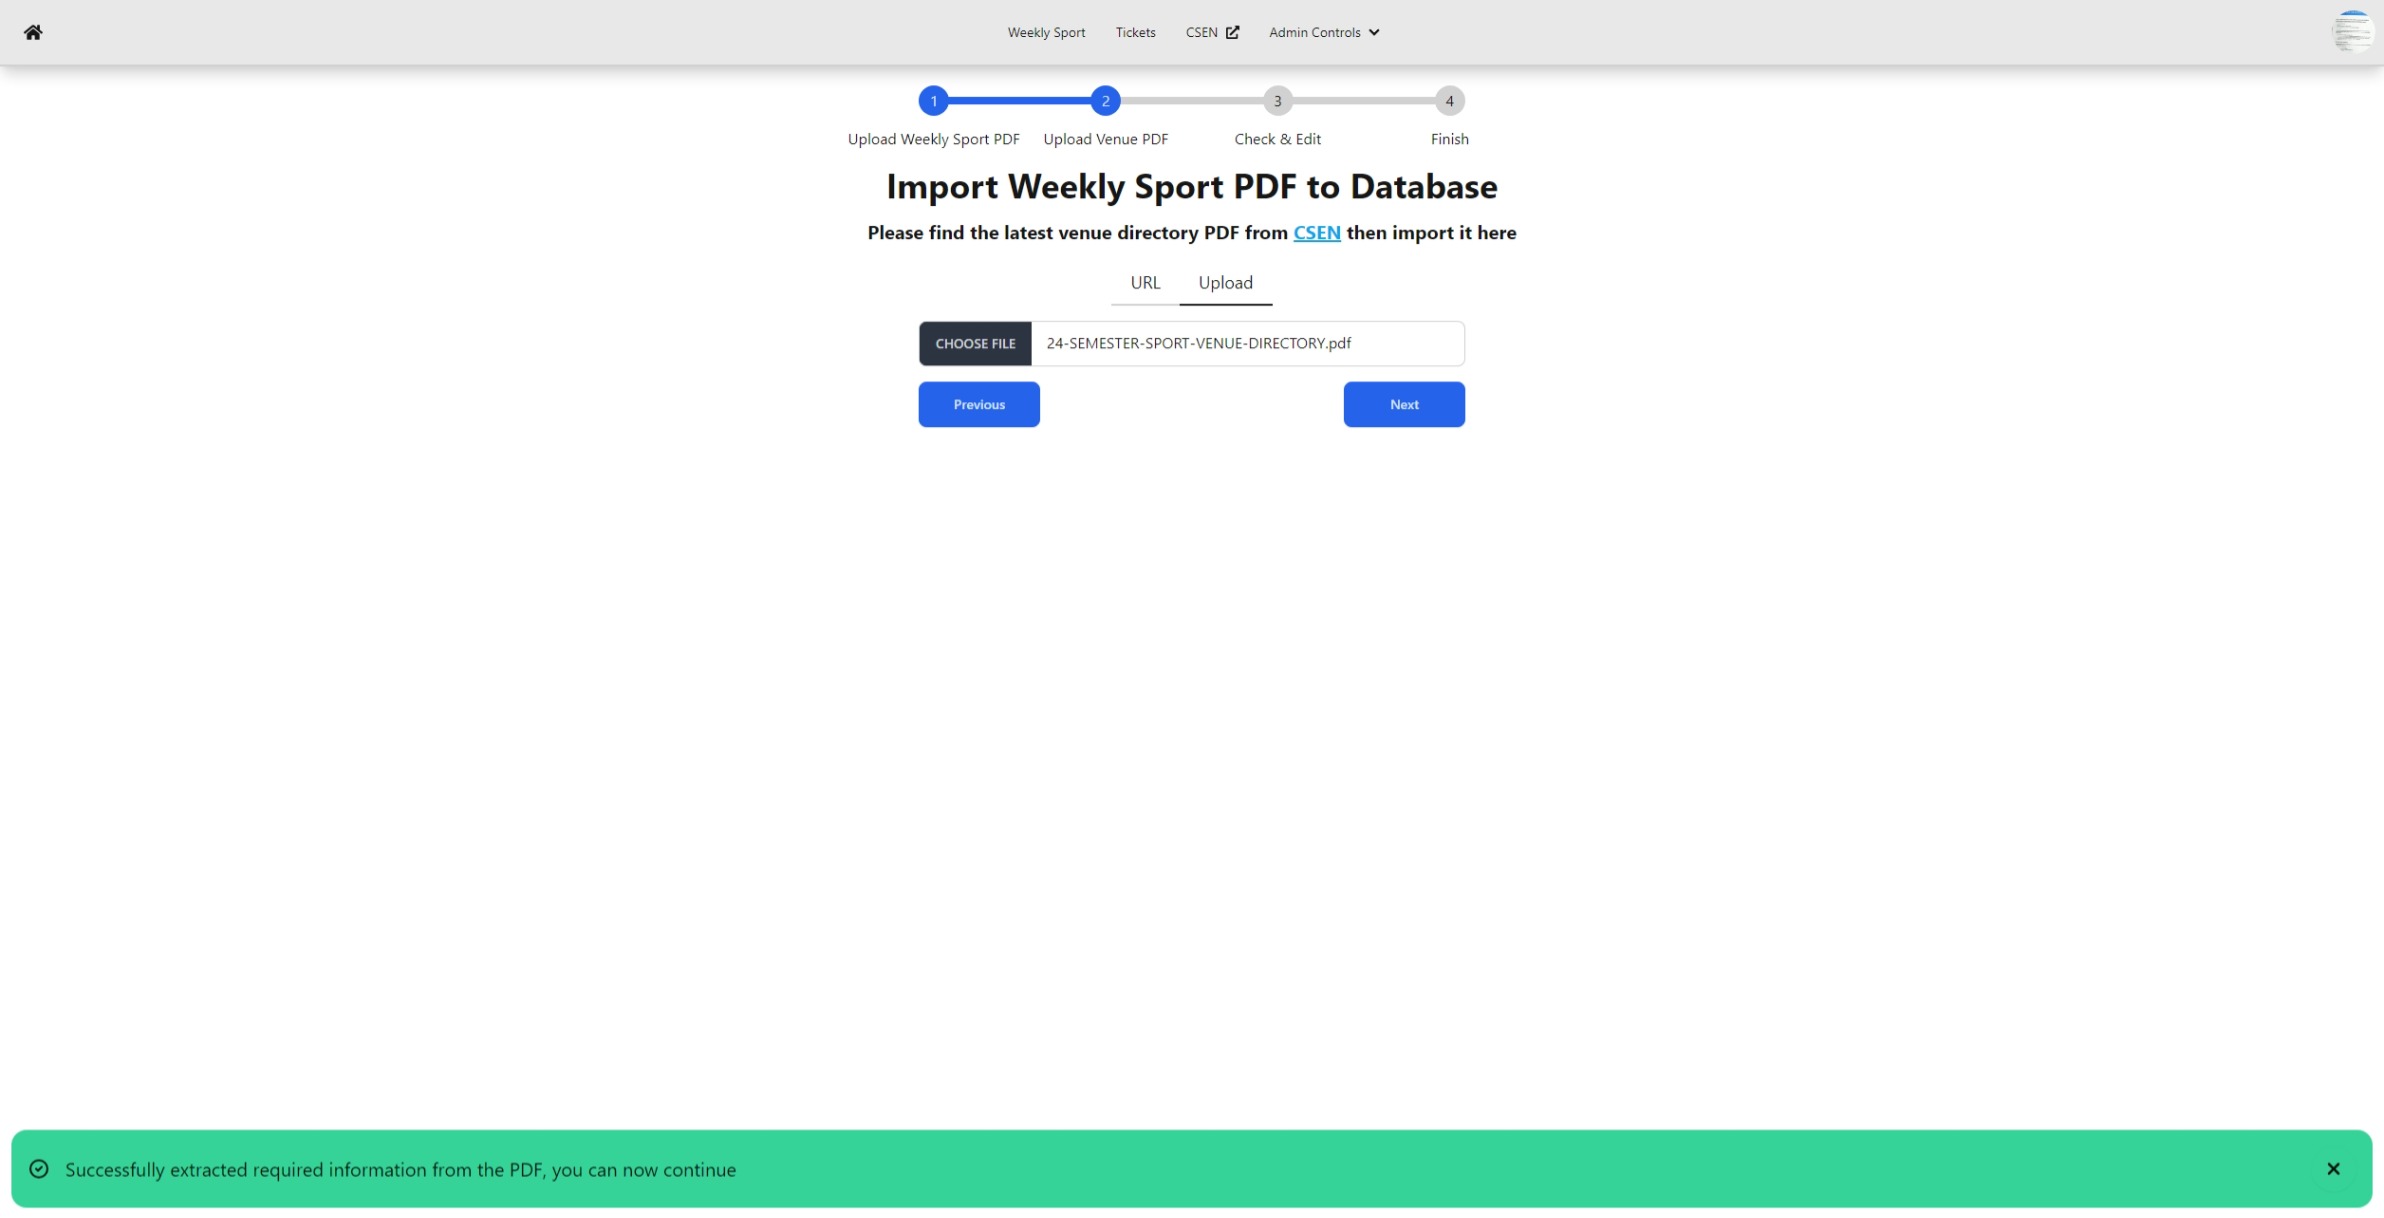 Weekly Sport Tickets CSEN Admin Controls
1 2 3 4
Upload Weekly Sport PDF Upload Venue PDF Check & Edit Finish
Import Weekly Sport PDF to Database
Please find the latest venue directory PDF from CSEN then import it here
URL Upload
CHOOSE FILE 24-SEMESTER-SPORT-VENUE-DIRECTORY.pdf
Previous Next
Successfully extracted required information from the PDF, you can now continue